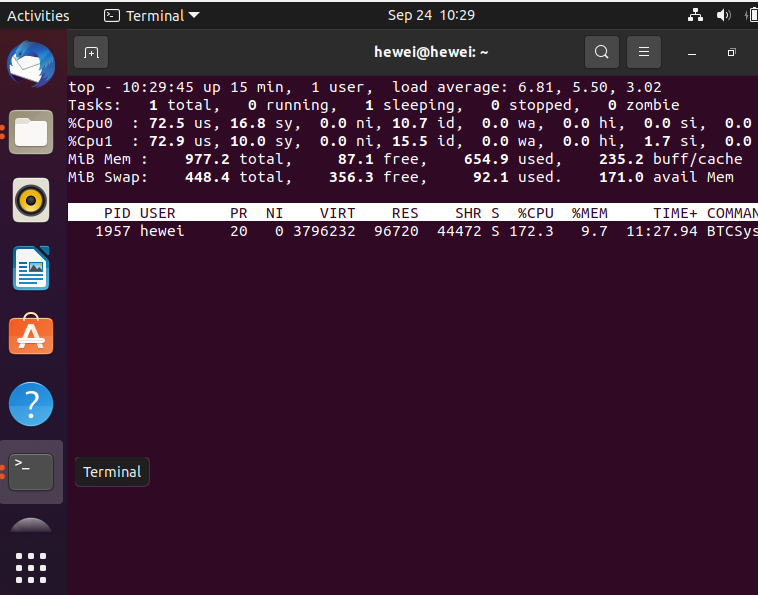 Activities Terminal Sep 24 10:29
hewei@hewei: ~
top - 10:29:45 up 15 min, 1 user, load average: 6.81, 5.50, 3.02
Tasks: 1 total, 0 running, 1 sleeping, 0 stopped, 0 zombie
%Cpu0 : 72.5 us, 16.8 sy, 0.0 ni, 10.7 id, 0.0 wa, 0.0 hi, 0.0 si, 0.0
%Cpu1 : 72.9 us, 10.0 sy, 0.0 ni, 15.5 id, 0.0 wa, 0.0 hi, 1.7 si, 0.0
MiB Mem : 977.2 total, 87.1 free, 654.9 used, 235.2 buff/cache
MiB Swap: 448.4 total, 356.3 free, 92.1 used. 171.0 avail Mem
PID USER PR NI VIRT RES SHR S %CPU %MEM TIME+ COMMAN
1957 hewei 20 0 3796232 96720 44472 S 172.3 9.7 11:27.94 BTCSys
Terminal